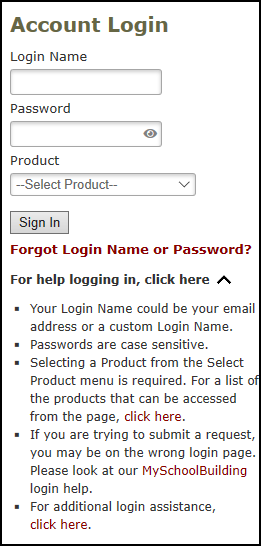 Account Login
Login Name
Password
Product
--Select Product--
Sign In
Forgot Login Name or Password?
For help logging in, click here
Your Login Name could be your email
address or a custom Login Name.
Passwords are case sensitive.
Selecting a Product from the Select
Product menu is required. For a list of
the products that can be accessed
from the page, click here.
If you are trying to submit a request,
you may be on the wrong login page.
Please look at our MySchoolBuilding
login help.
For additional login assistance,
click here.